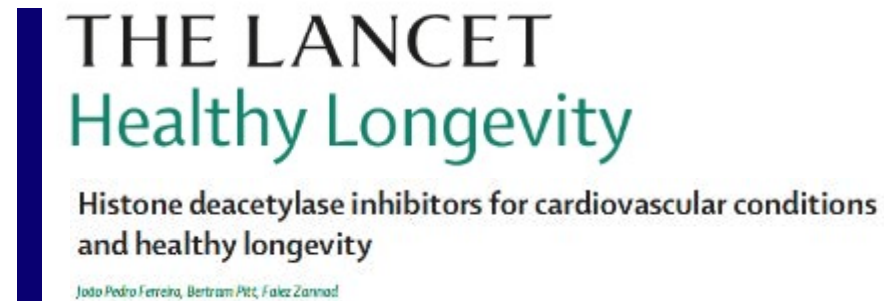 THE LANCET
Healthy Longevity
Histone deacetylase inhibitors for cardiovascular conditions
and healthy longevity
João Pedro Ferreira, Bertram Pitt, Faiez Zannad